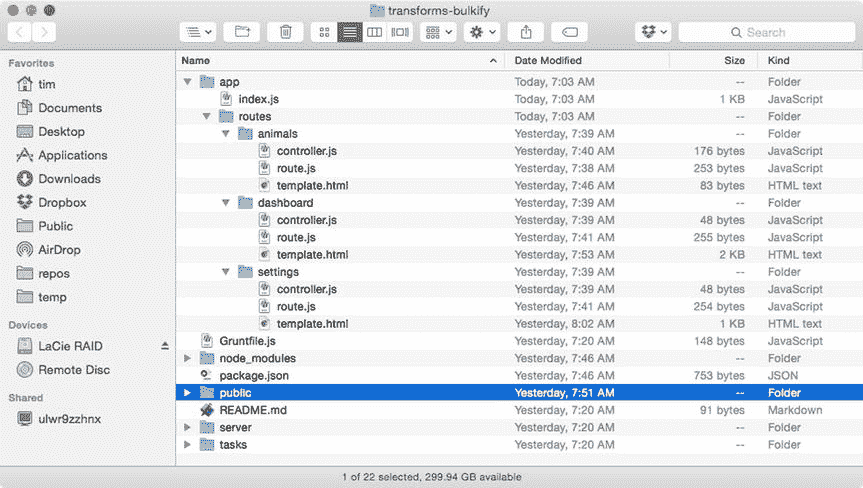 transforms-bulkify
Search
Favorites
tim
Documents
Desktop
Applications
Downloads
Dropbox
Public
AirDrop
repos
temp
Devices
LaCie RAID
Remote Disc
Shared
ulwr9zzhnx
Name Date Modified Size Kind
app Today, 7:03 AM -- Folder
index.js Today, 7:03 AM 1 KB JavaScript
routes Today, 7:03 AM -- Folder
animals Yesterday, 7:39 AM -- Folder
controller.js Yesterday, 7:40 AM 176 bytes JavaScript
route.js Yesterday, 7:38 AM 253 bytes JavaScript
template.html Yesterday, 7:46 AM 83 bytes HTML text
dashboard Yesterday, 7:39 AM -- Folder
controller.js Yesterday, 7:39 AM 48 bytes JavaScript
route.js Yesterday, 7:41 AM 255 bytes JavaScript
template.html Yesterday, 7:53 AM 2 KB HTML text
settings Yesterday, 7:39 AM -- Folder
controller.js Yesterday, 7:39 AM 48 bytes JavaScript
route.js Yesterday, 7:41 AM 254 bytes JavaScript
template.html Yesterday, 8:02 AM 1 KB HTML text
Gruntfile.js Yesterday, 7:20 AM 148 bytes JavaScript
node_modules Yesterday, 7:46 AM -- Folder
package.json Yesterday, 7:46 AM 753 bytes JSON
public Yesterday, 7:51 AM -- Folder
README.md Yesterday, 7:20 AM 91 bytes Markdown
server Yesterday, 7:20 AM -- Folder
tasks Yesterday, 7:20 AM -- Folder
1 of 22 selected, 299.94 GB available